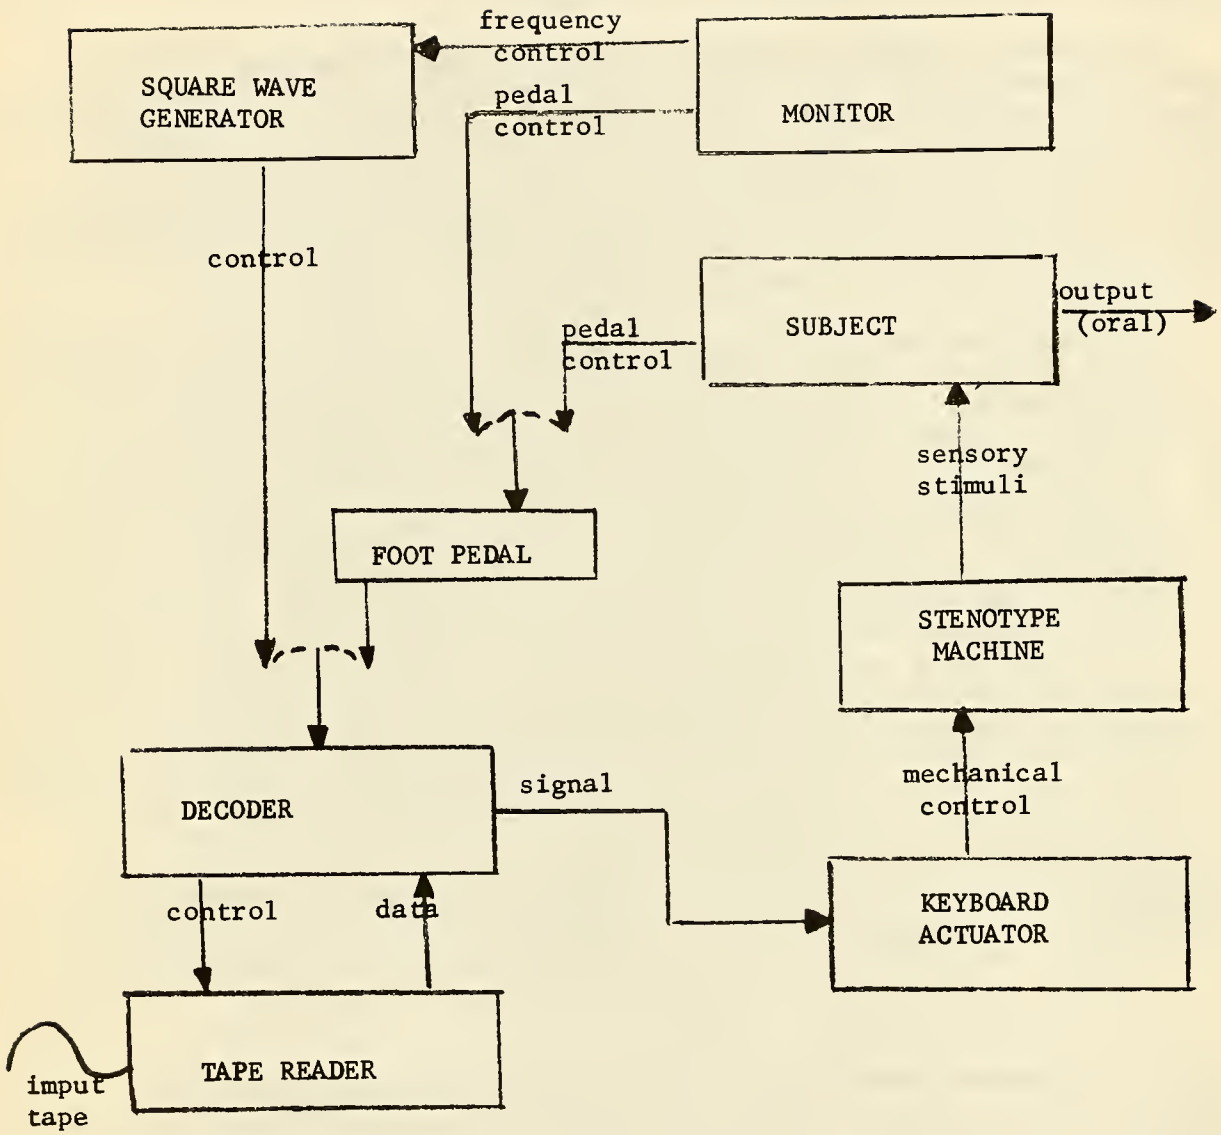 frequency
control
SQUARE WAVE
GENERATOR
pedal
control
MONITOR
control
output
(oral)
SUBJECT
pedal
control
sensory
stimuli
FOOT PEDAL
STENOTYPE
MACHINE
mechanical
control
signal
DECODER
KEYBOARD
ACTUATOR
control
data
TAPE READER
imput
tape